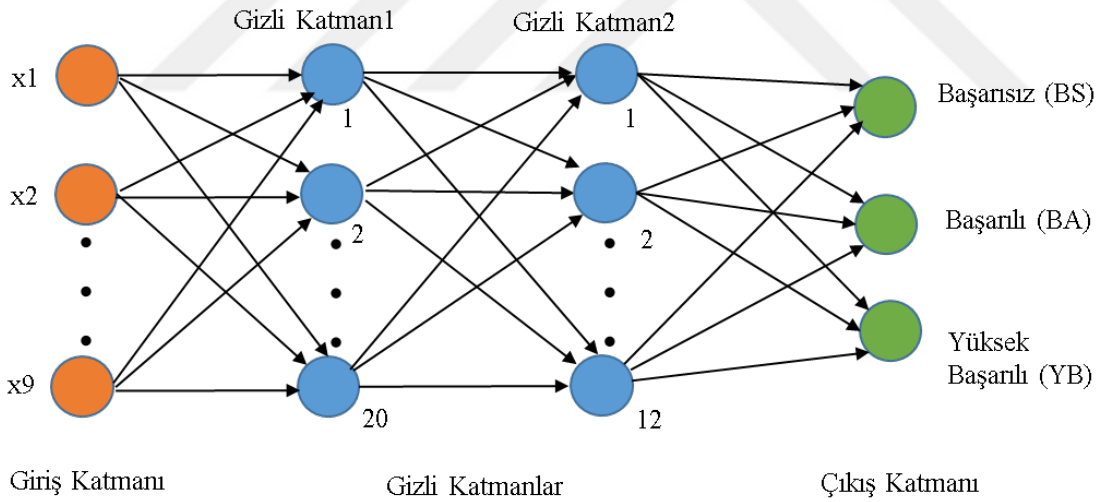 Gizli Katman1
Gizli Katman2
x1
1
1
Başarısız (BS)
x2
2
2
Başarılı (BA)
x9
20
12
Yüksek
Başarılı (YB)
Giriş Katmanı
Gizli Katmanlar
Çıkış Katmanı